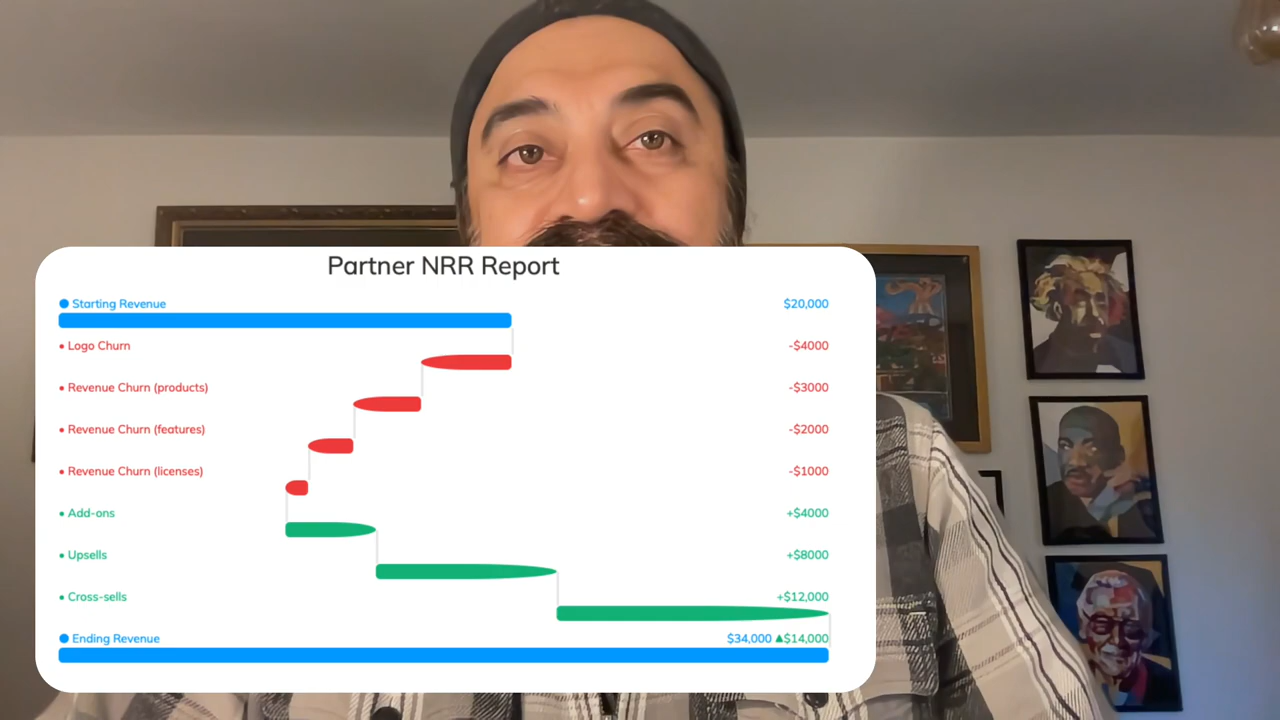 Partner NRR Report
Starting Revenue $20,000
• Logo Churn -$4000
• Revenue Churn (products) -$3000
• Revenue Churn (features) -$2000
• Revenue Churn (licenses) -$1000
• Add-ons +$4000
• Upsells +$8000
• Cross-sells +$12,000
Ending Revenue $34,000 ▲$14,000